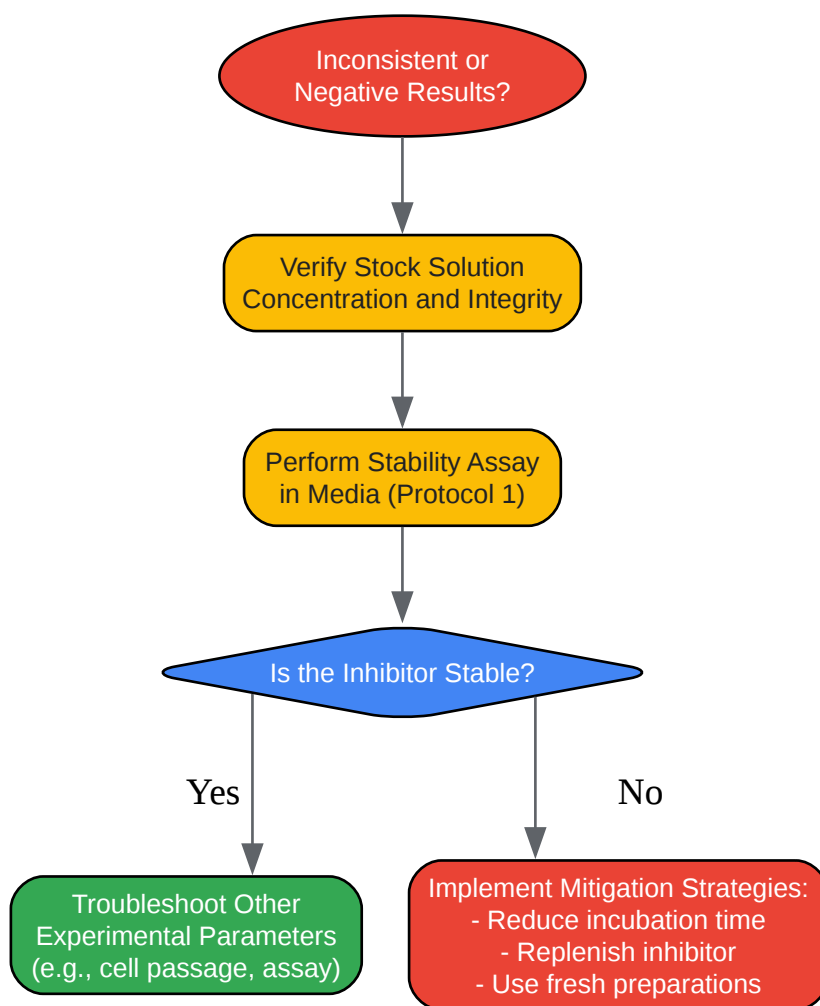 Inconsistent or
Negative Results?
Verify Stock Solution
Concentration and Integrity
Perform Stability Assay
in Media (Protocol 1)
Is the Inhibitor Stable?
Yes
No
Troubleshoot Other
Experimental Parameters
(e.g., cell passage, assay)
Implement Mitigation Strategies:
- Reduce incubation time
- Replenish inhibitor
- Use fresh preparations